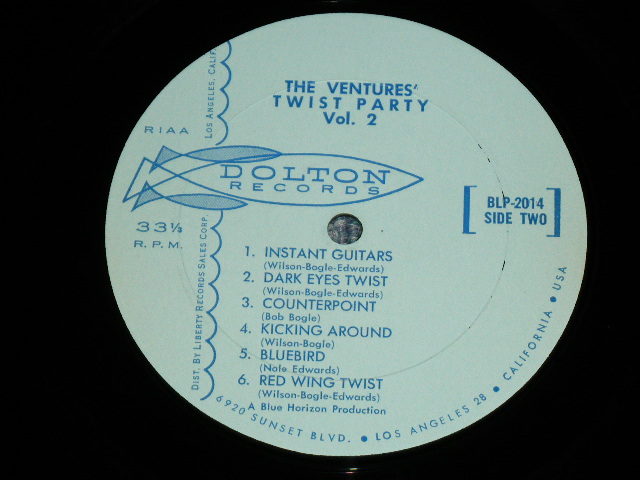 THE VENTURES'
TWIST PARTY
Vol. 2
RIAA
DOLTON
RECORDS
BLP-2014
SIDE TWO
33⅓
R.P.M.
1. INSTANT GUITARS
(Wilson-Bogle-Edwards)
2. DARK EYES TWIST
(Wilson-Bogle-Edwards)
3. COUNTERPOINT
(Bob Bogle)
4. KICKING AROUND
(Wilson-Bogle)
5. BLUEBIRD
(Nole Edwards)
6. RED WING TWIST
(Wilson-Bogle-Edwards)
A Blue Horizon Production
DIST. BY LIBERTY RECORDS SALES CORP.
LOS ANGELES, CALIF.
6920 SUNSET BLVD. ● LOS ANGELES 28 ● CALIFORNIA ● USA